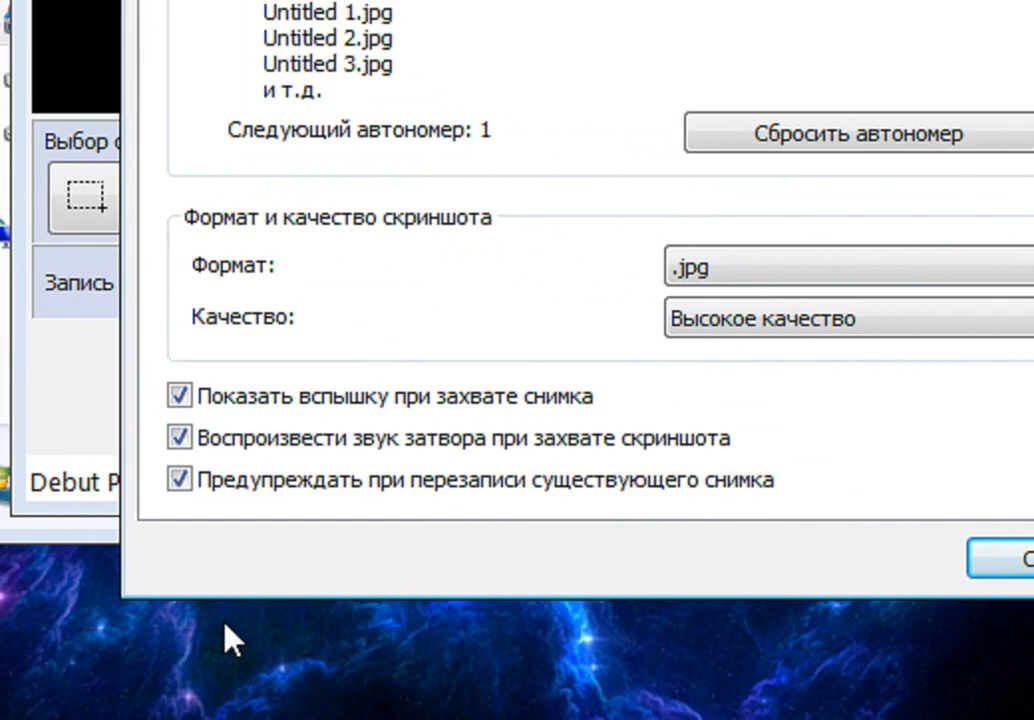 Untitled 1.jpg
Untitled 2.jpg
Untitled 3.jpg
и т.д.
Следующий автономер: 1
Сбросить автономер
Выбор
Формат и качество скриншота
Формат:
.jpg
Запись
Качество:
Высокое качество
Показать вспышку при захвате снимка
Воспроизвести звук затвора при захвате скриншота
Предупреждать при перезаписи существующего снимка
Debut P